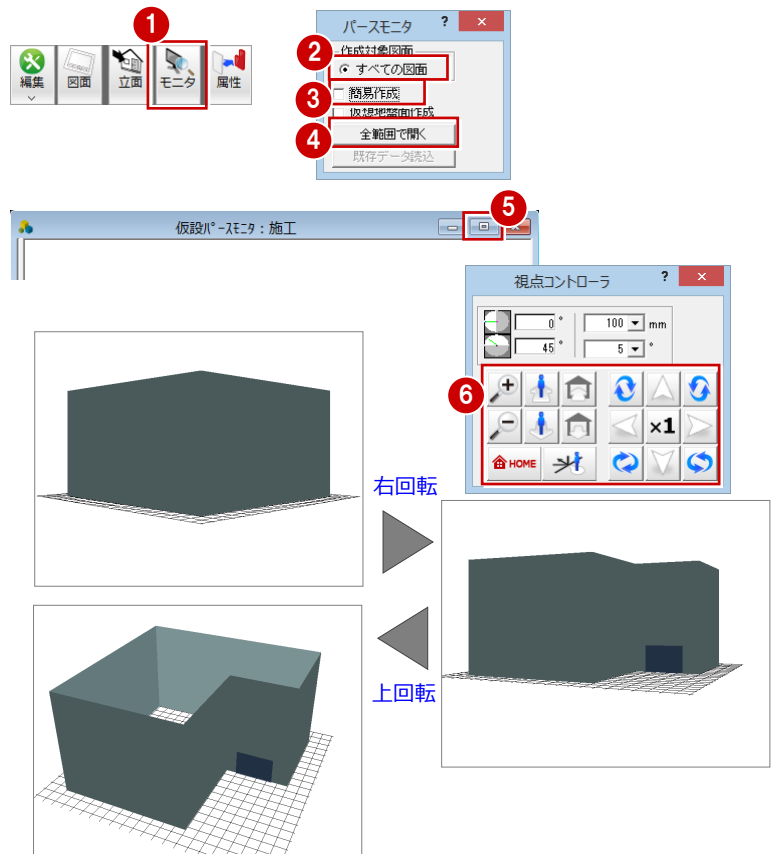 1
編集
図面
立面
モニタ
属性
パースモニタ ? ×
2
作成対象図面
すべての図面
3
簡易作成
仮想地盤面作成
4
全範囲で開く
既存データ読込
5
仮設パースモニタ:施工
視点コントローラ ? ×
0 ° 100 mm
45 ° 5 °
6
×1
HOME
右回転
上回転